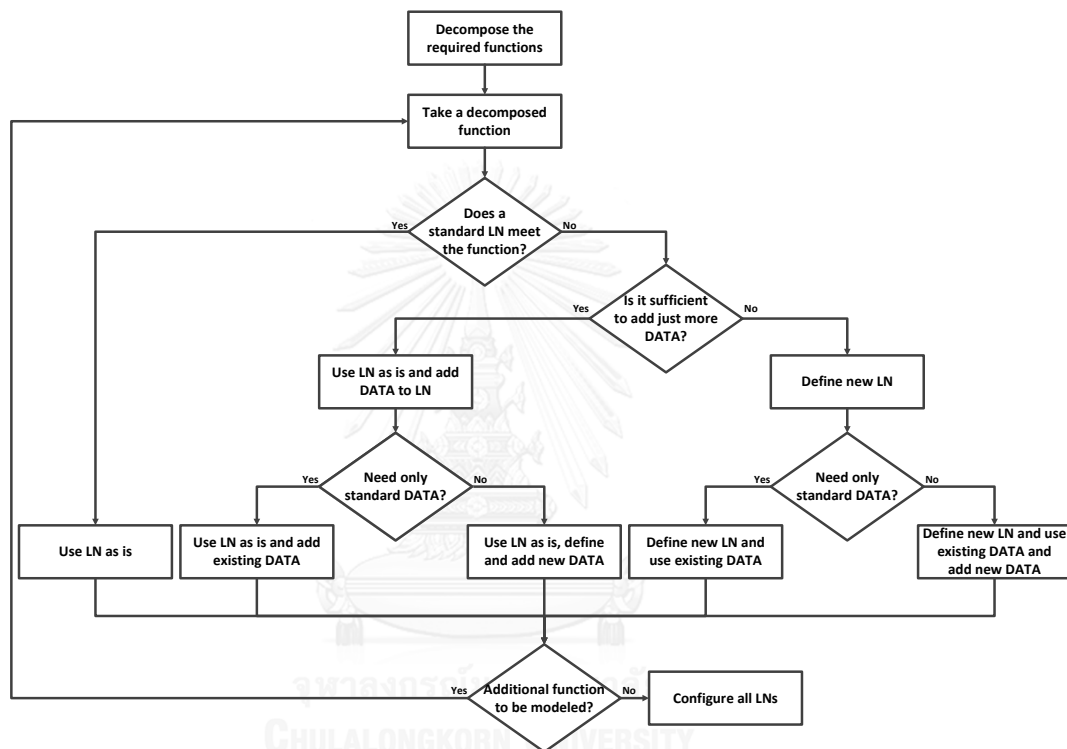 Decompose the
required functions
Take a decomposed
function
Does a
standard LN meet
the function?
Yes
No
Is it sufficient
to add just more
DATA?
Yes
No
Use LN as is and add
DATA to LN
Define new LN
Need only
standard DATA?
Yes
No
Need only
standard DATA?
Yes
No
Use LN as is
Use LN as is and add
existing DATA
Use LN as is, define
and add new DATA
Define new LN and
use existing DATA
Define new LN and use
existing DATA and
add new DATA
Additional function
to be modeled?
Yes
No
Configure all LNs
CHULALONGKORN UNIVERSITY